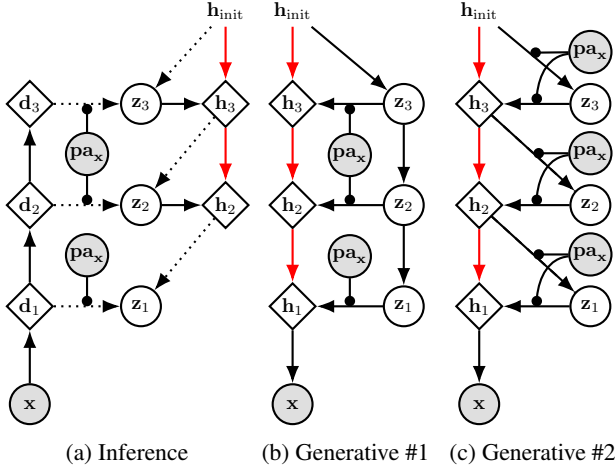 h_init h_init h_init
pa_x
d_3 z_3 h_3 h_3 z_3 h_3 z_3
pa_x pa_x pa_x
d_2 z_2 h_2 h_2 z_2 h_2 z_2
pa_x pa_x pa_x
d_1 z_1 h_1 z_1 h_1 z_1
x x x
(a) Inference (b) Generative #1 (c) Generative #2